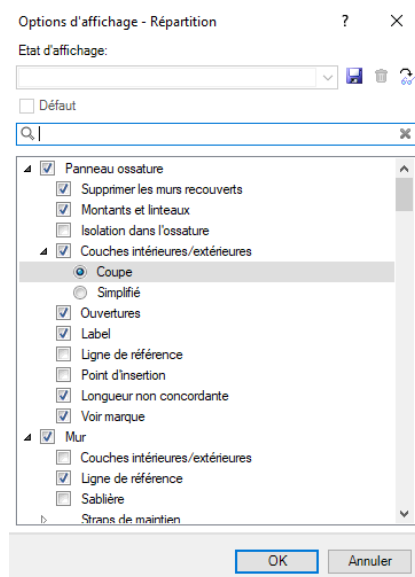 Options d'affichage - Répartition ?
Etat d'affichage:
Défaut
Panneau ossature
Supprimer les murs recouverts
Montants et linteaux
Isolation dans l'ossature
Couches intérieures/extérieures
Coupe
Simplifié
Ouvertures
Label
Ligne de référence
Point d'insertion
Longueur non concordante
Voir marque
Mur
Couches intérieures/extérieures
Ligne de référence
Sablière
Straps de maintien
OK Annuler